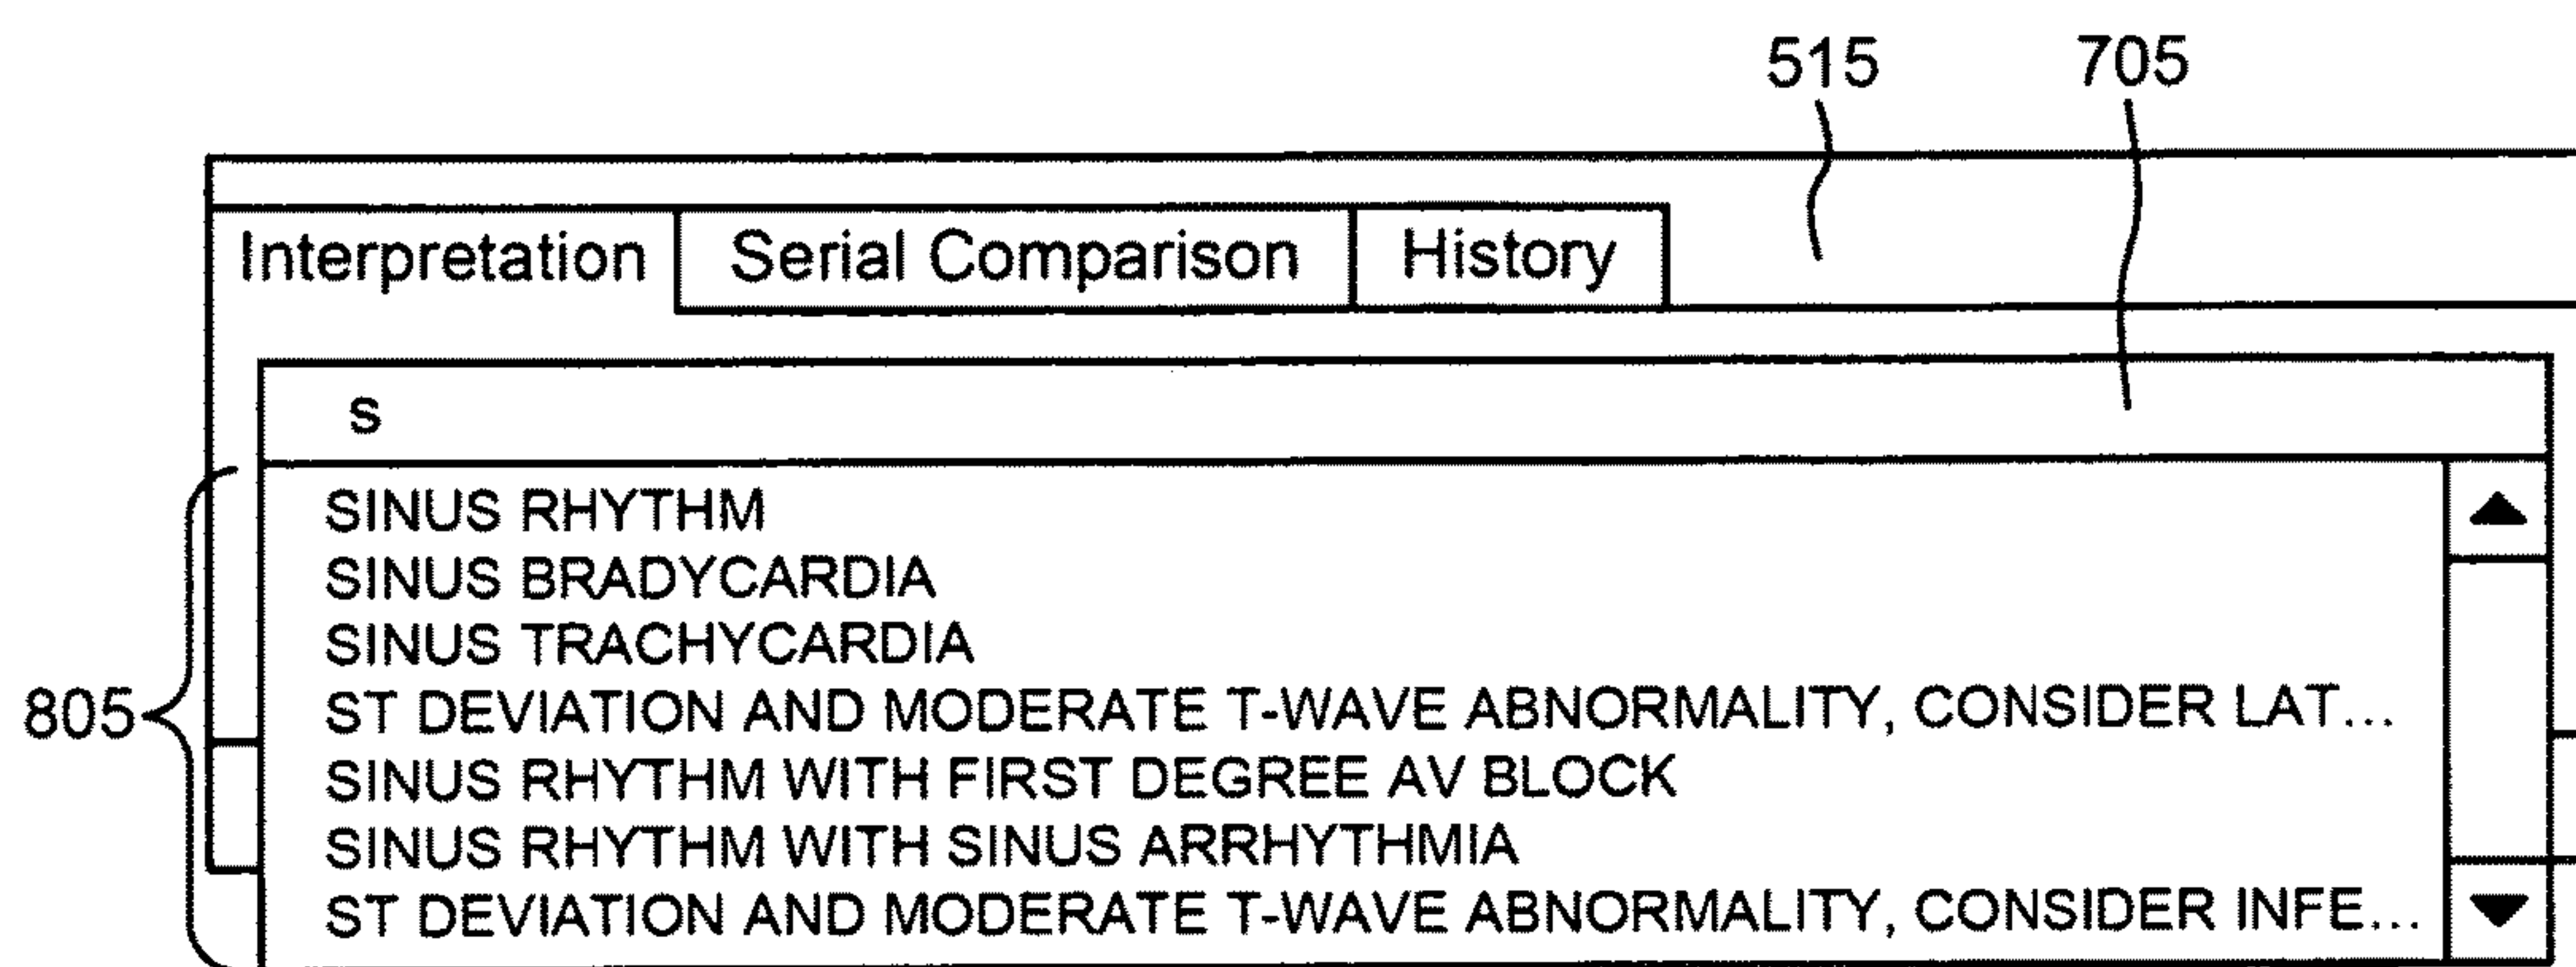 515 705
Interpretation Serial Comparison History
s
SINUS RHYTHM
SINUS BRADYCARDIA
SINUS TRACHYCARDIA
805 ST DEVIATION AND MODERATE T-WAVE ABNORMALITY, CONSIDER LAT...
SINUS RHYTHM WITH FIRST DEGREE AV BLOCK
SINUS RHYTHM WITH SINUS ARRHYTHMIA
ST DEVIATION AND MODERATE T-WAVE ABNORMALITY, CONSIDER INFE...